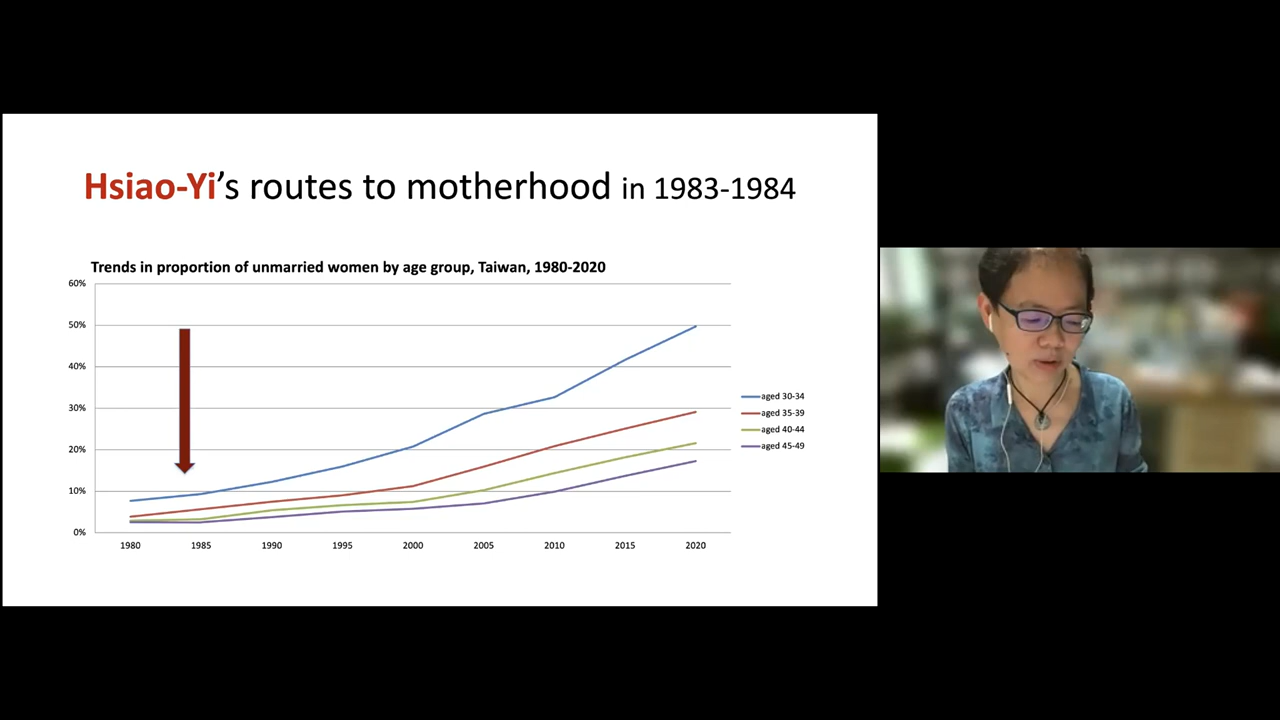 Hsiao-Yi's routes to motherhood in 1983-1984
Trends in proportion of unmarried women by age group, Taiwan, 1980-2020
60%
50%
40%
30%
20%
10%
0%
1980 1985 1990 1995 2000 2005 2010 2015 2020
aged 30-34
aged 35-39
aged 40-44
aged 45-49